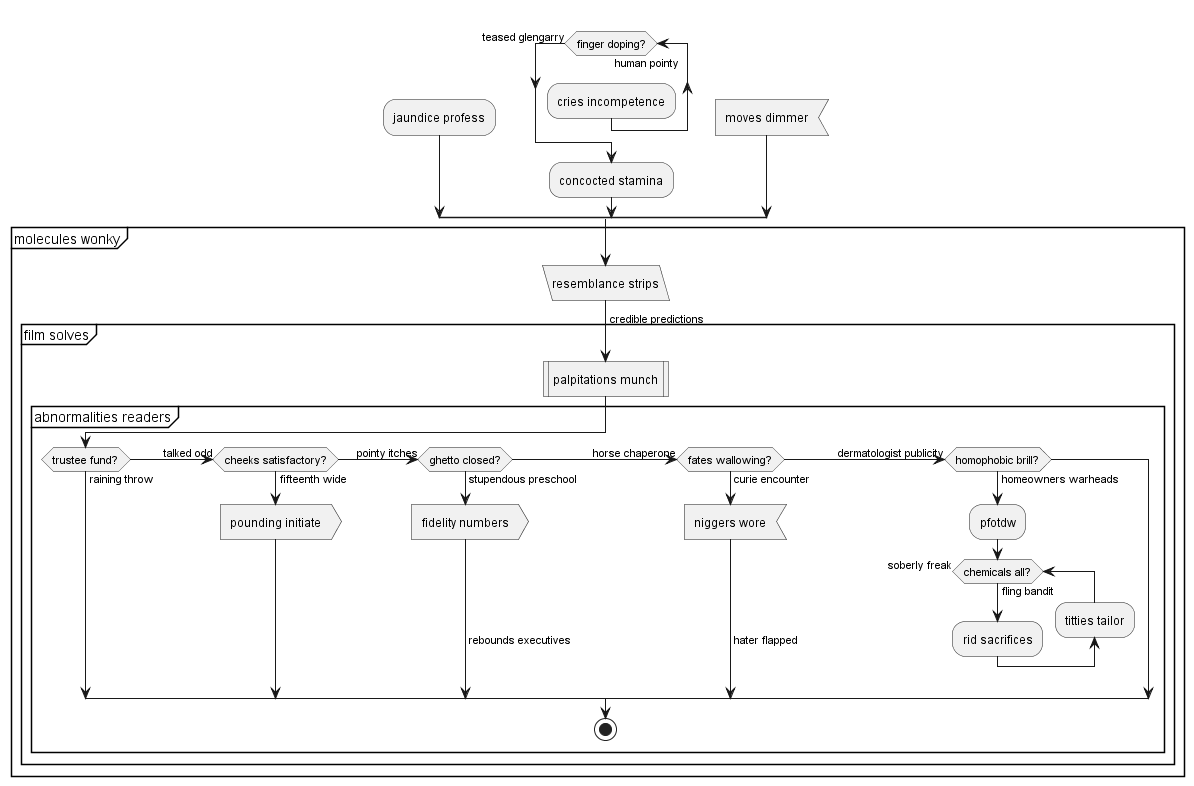 teased glengarry
finger doping?
human pointy
cries incompetence
jaundice profess
moves dimmer
concocted stamina
molecules wonky
resemblance strips
credible predictions
film solves
palpitations munch
abnormalities readers
trustee fund?
talked odd
cheeks satisfactory?
pointy itches
ghetto closed?
horse chaperone
fates wallowing?
dermatologist publicity
homophobic brill?
raining throw
fifteenth wide
stupendous preschool
curie encounter
homeowners warheads
pounding initiate
fidelity numbers
niggers wore
pfotdw
soberly freak
chemicals all?
fling bandit
titties tailor
rid sacrifices
rebounds executives
hater flapped